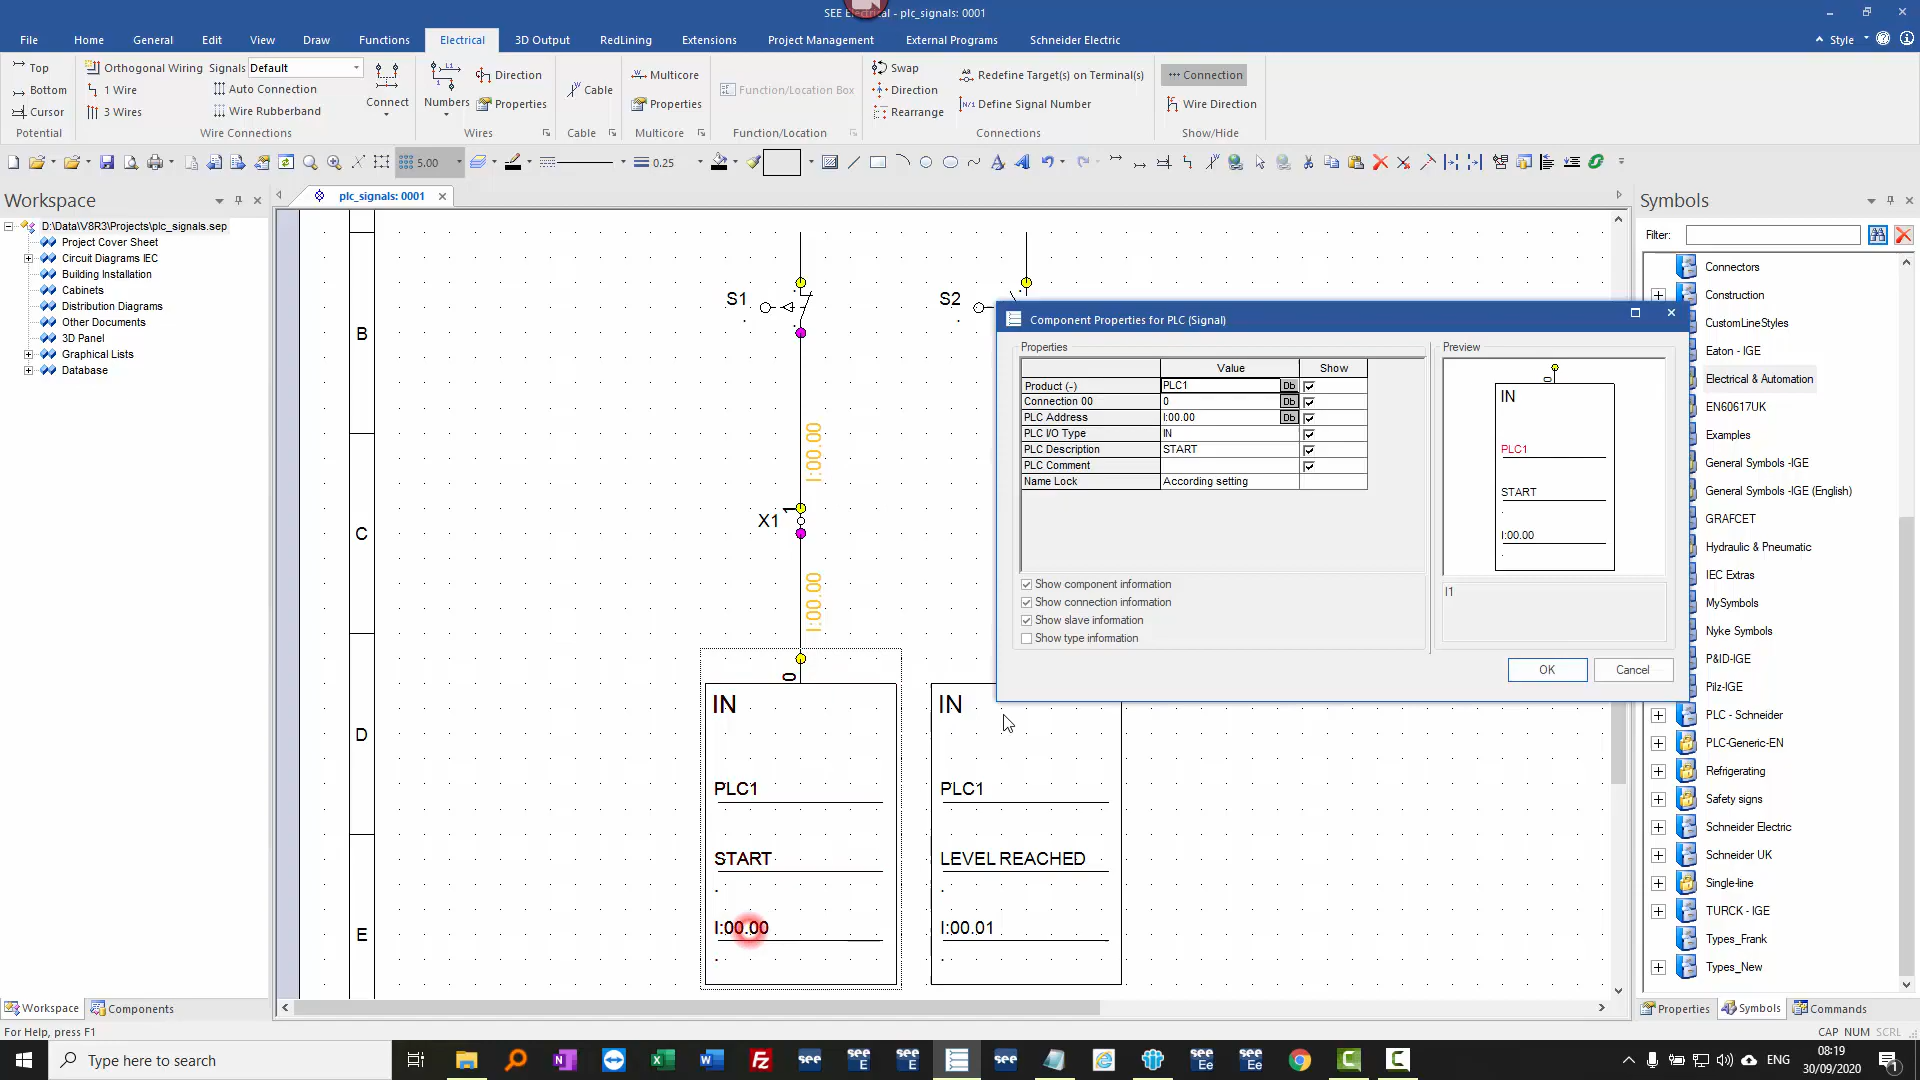 SEE Electrical - plc_signals: 0001
File Home General Edit View Draw Functions Electrical 3D Output RedLining Extensions Project Management External Programs Schneider Electric Style
Top Orthogonal Wiring Signals Default Direction Multicore Swap Redefine Target(s) on Terminal(s) Connection
Bottom 1 Wire Auto Connection Connect Numbers Cable Function/Location Box Direction
Cursor 3 Wires Wire Rubberband Properties Properties Rearrange Define Signal Number Wire Direction
Potential Wire Connections Wires Cable Multicore Function/Location Connections Show/Hide
5.00 0.25
Workspace
D:\Data\V8R3\Projects\plc_signals.sep
Project Cover Sheet
Circuit Diagrams IEC
Building Installation
Cabinets
Distribution Diagrams
Other Documents
3D Panel
Graphical Lists
Database
plc_signals: 0001
B
C
D
E
S1
S2
I:00.00
X1
1
I:00.00
0
IN
PLC1
START
I:00.00
IN
PLC1
LEVEL REACHED
I:00.01
Component Properties for PLC (Signal)
Properties
Value Show
Product (-) PLC1 Db
Connection 00 0 Db
PLC Address I:00.00 Db
PLC I/O Type IN
PLC Description START
PLC Comment
Name Lock According setting
Show component information
Show connection information
Show slave information
Show type information
Preview
0
IN
PLC1
START
I:00.00
I1
OK Cancel
Symbols
Filter:
Connectors
Construction
CustomLineStyles
Eaton - IGE
Electrical & Automation
EN60617UK
Examples
General Symbols -IGE
General Symbols -IGE (English)
GRAFCET
Hydraulic & Pneumatic
IEC Extras
MySymbols
Nyke Symbols
P&ID-IGE
Pilz-IGE
PLC - Schneider
PLC-Generic-EN
Refrigerating
Safety signs
Schneider Electric
Schneider UK
Single-line
TURCK - IGE
Types_Frank
Types_New
Workspace Components
Properties Symbols Commands
For Help, press F1
CAP NUM SCRL
Type here to search
ENG
08:19
30/09/2020